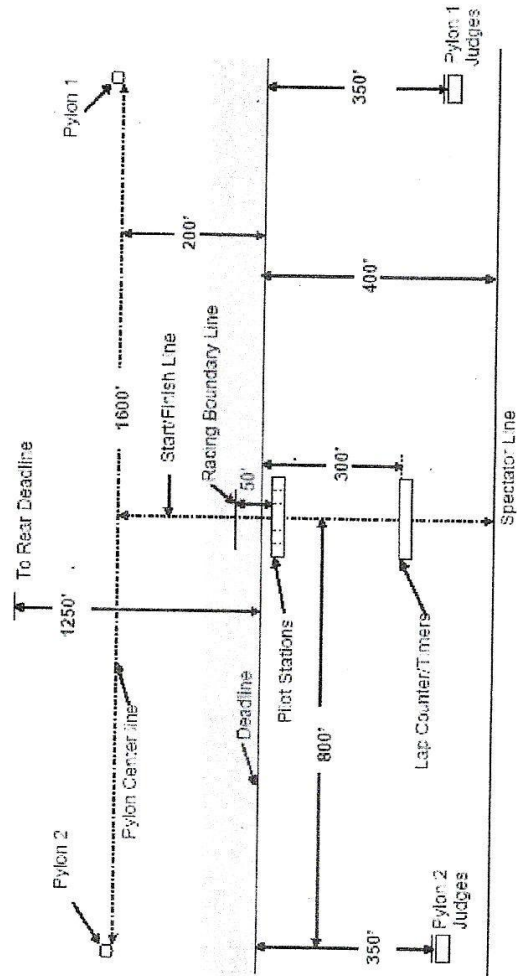 To Rear Deadline
Pylon 2
Pylon 1
1600'
1250'
Pylon Center line
Start/Finish Line
Racing Boundary Line
200'
50'
Deadline
Pilot Stations
300'
400'
350'
350'
800'
Lap Counter/Timers
Pylon 2
Judges
Pylon 1
Judges
Spectator Line